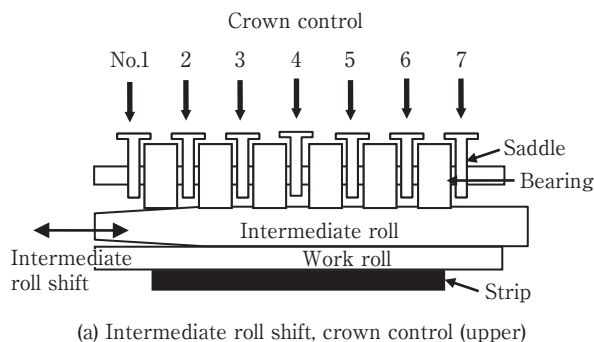 Crown control
No.1 2 3 4 5 6 7
Saddle
Bearing
Intermediate roll
Intermediate
roll shift
Work roll
Strip
(a) Intermediate roll shift, crown control (upper)